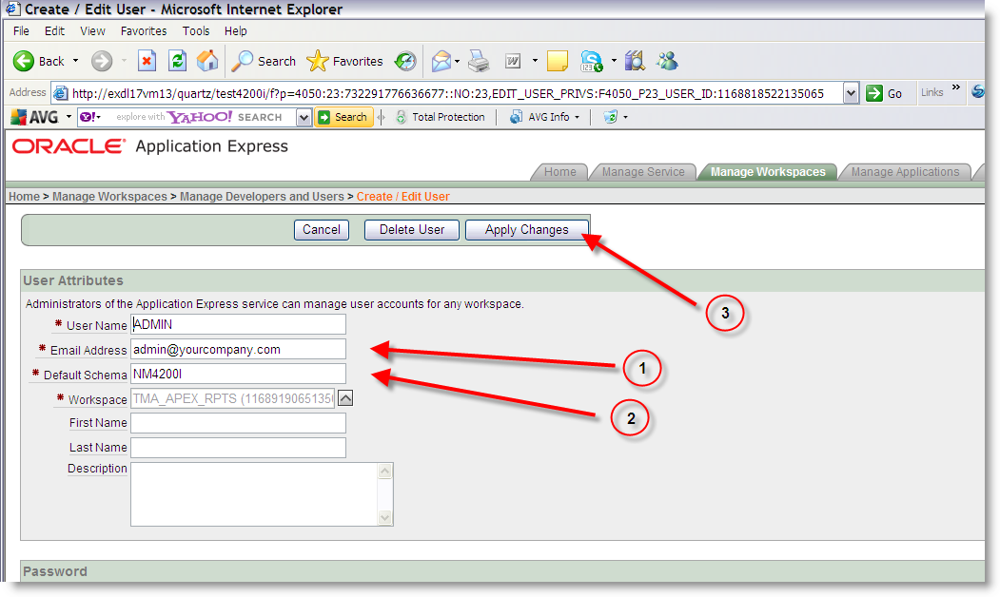 Create / Edit User - Microsoft Internet Explorer
File Edit View Favorites Tools Help
Back Search Favorites
Address http://exdl17vm13/quartz/test4200i/f?p=4050:23:732291776636677::NO:23,EDIT_USER_PRIVS:F4050_P23_USER_ID:1168818522135065 Go Links »
AVG Y! explore with YAHOO! SEARCH Search Total Protection AVG Info
ORACLE Application Express
Home Manage Service Manage Workspaces Manage Applications
Home > Manage Workspaces > Manage Developers and Users > Create / Edit User
Cancel Delete User Apply Changes
User Attributes
Administrators of the Application Express service can manage user accounts for any workspace.
3
* User Name ADMIN
* Email Address admin@yourcompany.com
1
* Default Schema NM4200I
* Workspace TMA_APEX_RPTS (1168919065135
2
First Name
Last Name
Description
Password